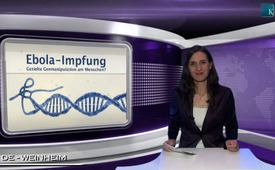 K
Ebola-Impfung
Gezielte Genmanipulation am Menschen?
DE-WEINHEIM